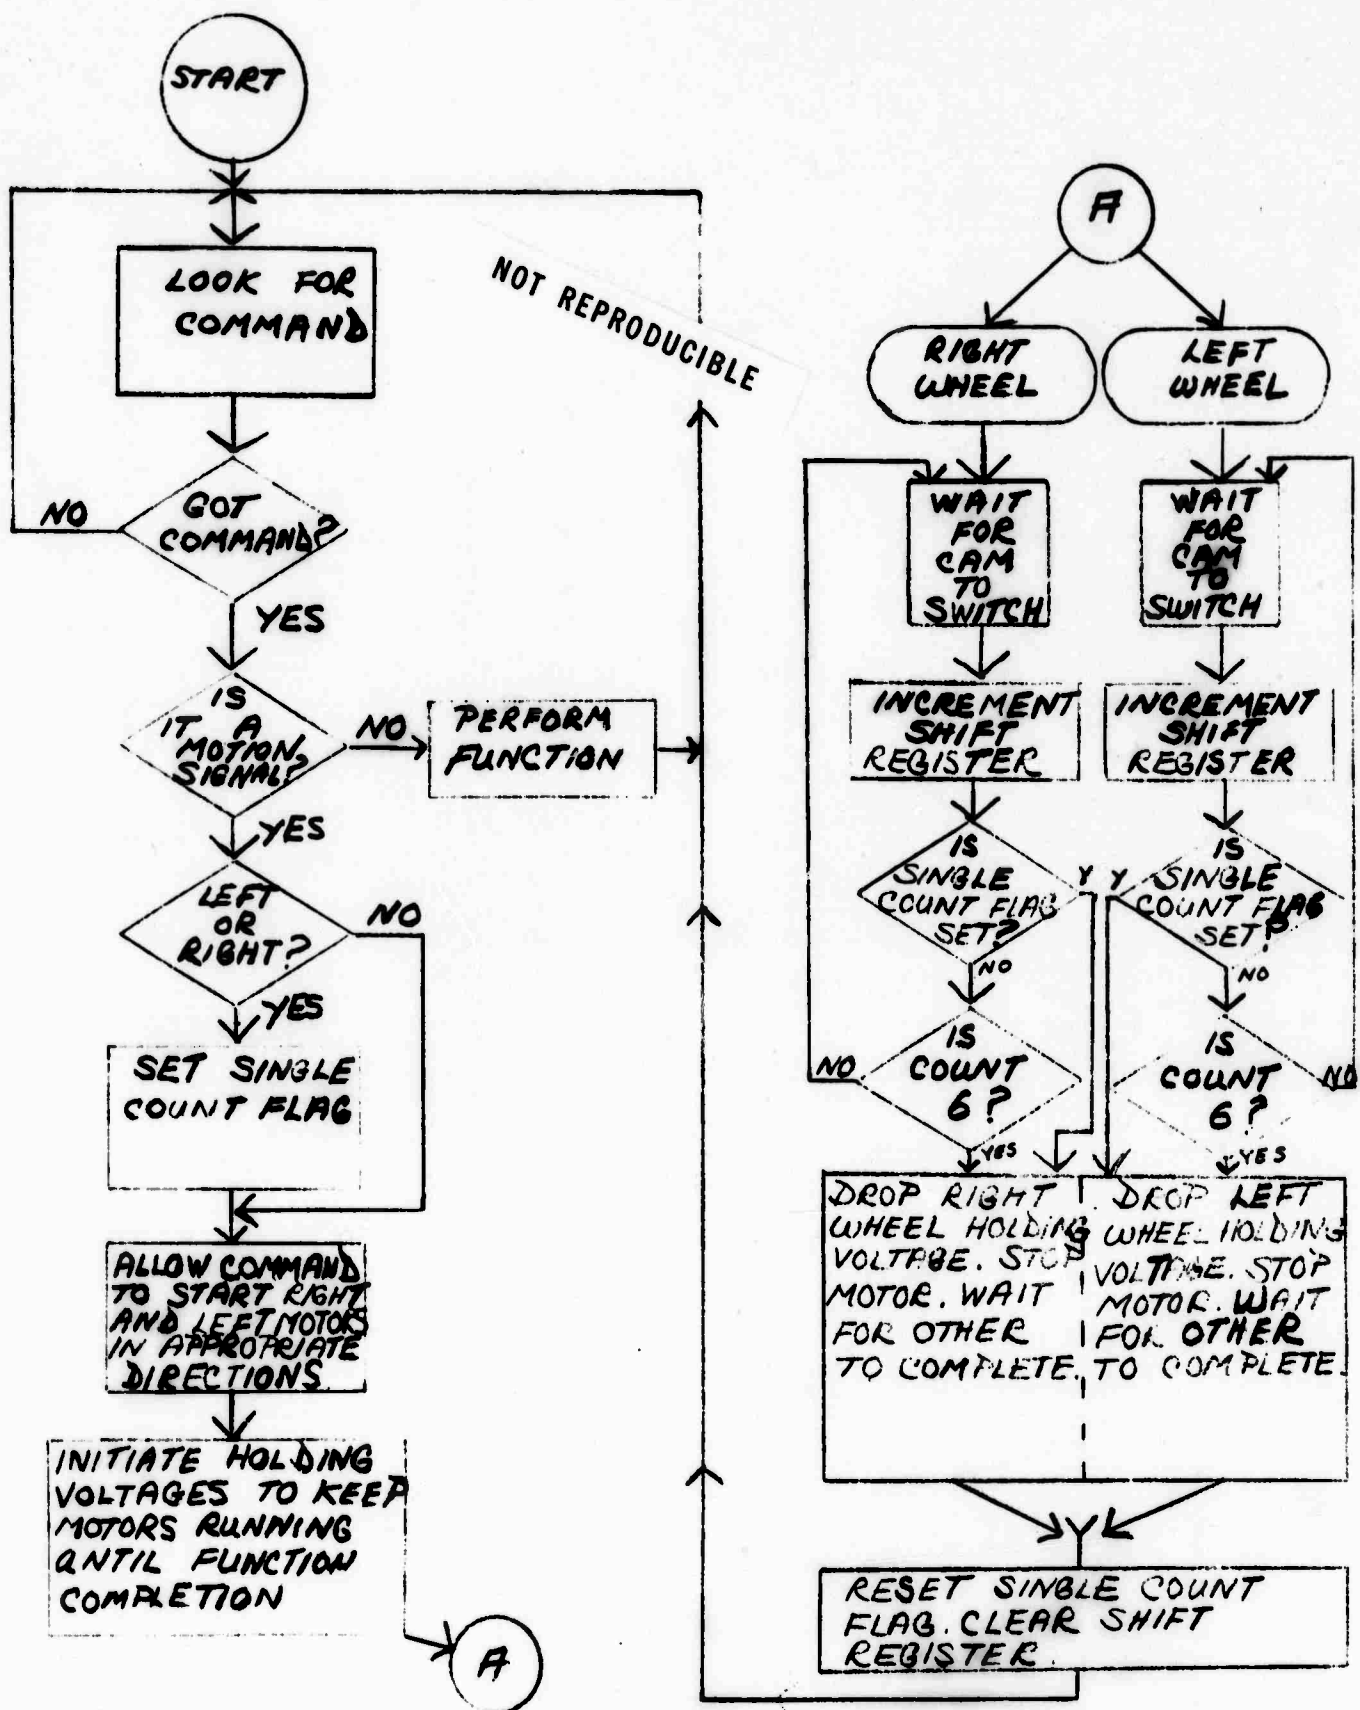 START
LOOK FOR
COMMAND
GOT
COMMAND?
NO
YES
IS
IT A
MOTION
SIGNAL?
NO
PERFORM
FUNCTION
YES
LEFT
OR
RIGHT?
NO
YES
SET SINGLE
COUNT FLAG
ALLOW COMMAND
TO START RIGHT
AND LEFT MOTORS
IN APPROPRIATE
DIRECTIONS
INITIATE HOLDING
VOLTAGES TO KEEP
MOTORS RUNNING
UNTIL FUNCTION
COMPLETION
A
NOT REPRODUCIBLE
A
RIGHT
WHEEL
WAIT
FOR
CAM
TO
SWITCH
INCREMENT
SHIFT
REGISTER
IS
SINGLE
COUNT FLAG
SET?
Y
NO
IS
COUNT
6?
NO
YES
DROP RIGHT
WHEEL HOLDING
VOLTAGE. STOP
MOTOR. WAIT
FOR OTHER
TO COMPLETE.
LEFT
WHEEL
WAIT
FOR
CAM
TO
SWITCH
INCREMENT
SHIFT
REGISTER
IS
SINGLE
COUNT FLAG
SET?
Y
NO
IS
COUNT
6?
NO
YES
DROP LEFT
WHEEL HOLDING
VOLTAGE. STOP
MOTOR. WAIT
FOR OTHER
TO COMPLETE.
RESET SINGLE COUNT
FLAG. CLEAR SHIFT
REGISTER.